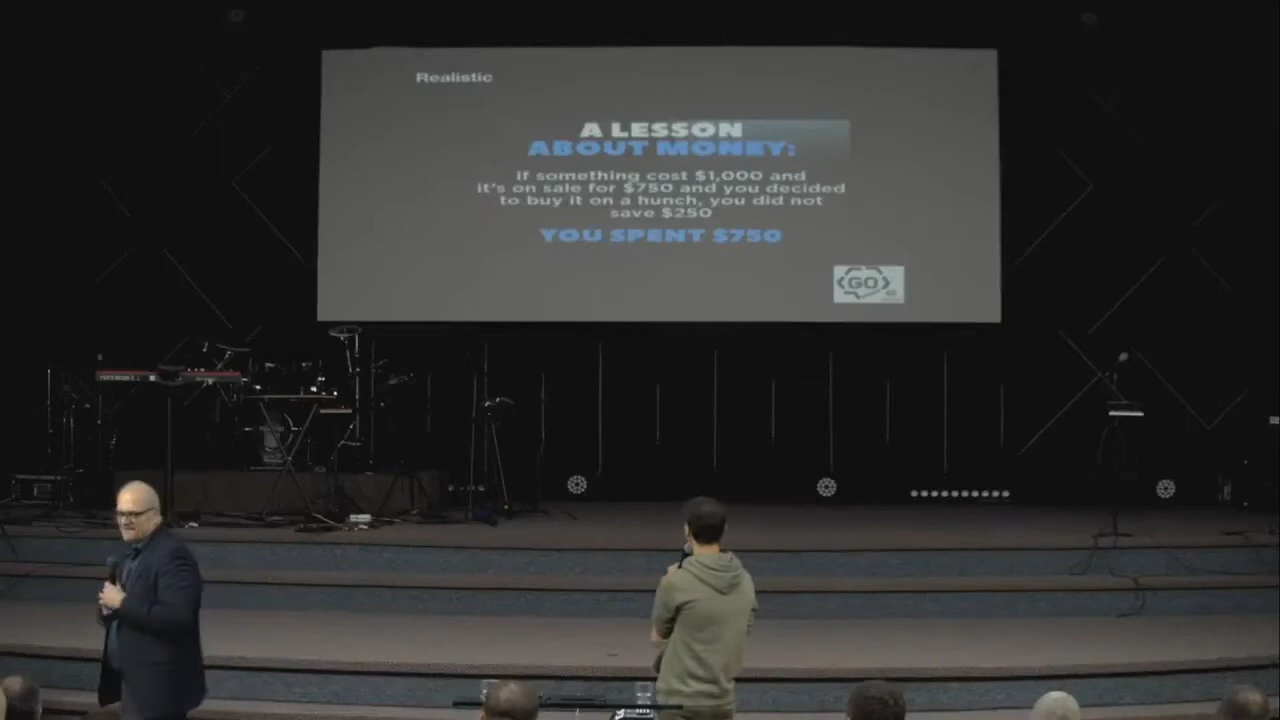 Realistic
A LESSON
ABOUT MONEY:
if something cost $1,000 and
it's on sale for $750 and you decided
to buy it on a hunch, you did not
save $250
YOU SPENT $750
GO